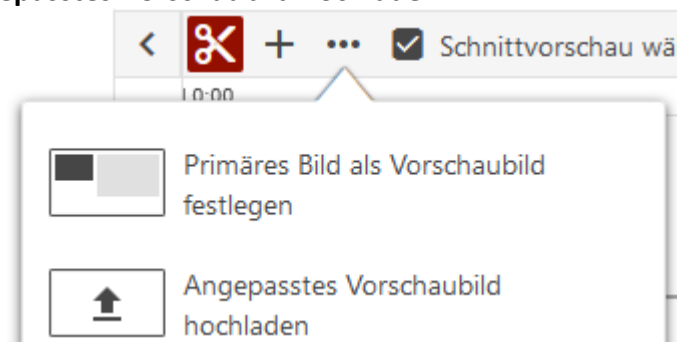 Schnittvorschau wä
0:00
Primäres Bild als Vorschaubild
festlegen
Angepasstes Vorschaubild
hochladen